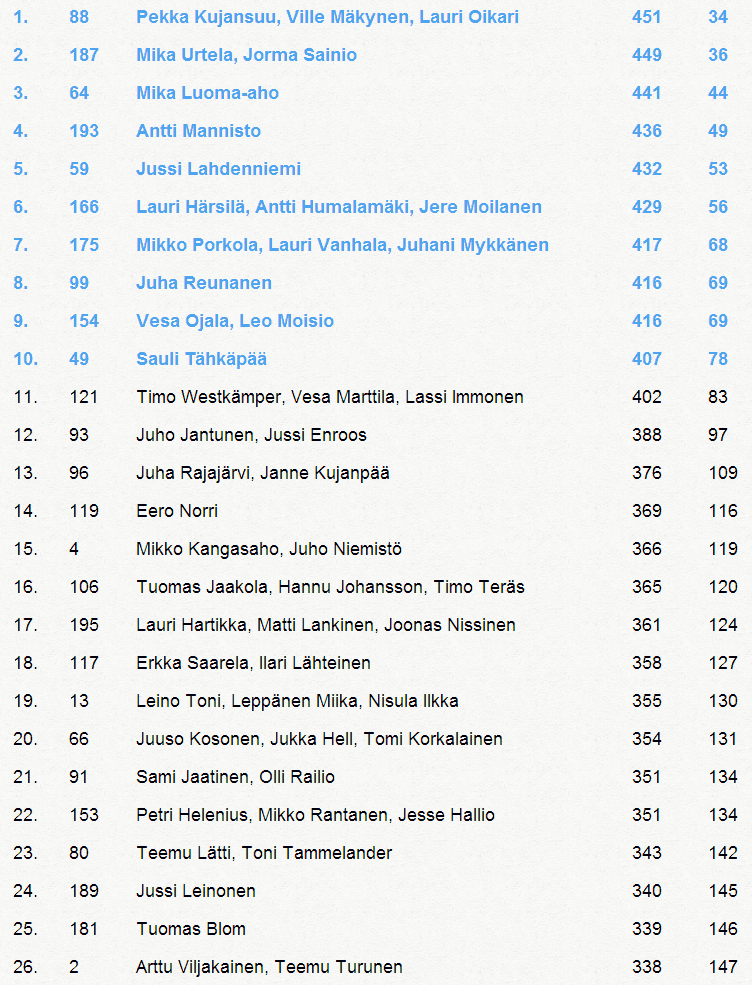 1. 88 Pekka Kujansuu, Ville Mäkynen, Lauri Oikari 451 34
2. 187 Mika Urtela, Jorma Sainio 449 36
3. 64 Mika Luoma-aho 441 44
4. 193 Antti Mannisto 436 49
5. 59 Jussi Lahdenniemi 432 53
6. 166 Lauri Härsilä, Antti Humalamäki, Jere Moilanen 429 56
7. 175 Mikko Porkola, Lauri Vanhala, Juhani Mykkänen 417 68
8. 99 Juha Reunanen 416 69
9. 154 Vesa Ojala, Leo Moisio 416 69
10. 49 Sauli Tähkäpää 407 78
11. 121 Timo Westkämper, Vesa Marttila, Lassi Immonen 402 83
12. 93 Juho Jantunen, Jussi Enroos 388 97
13. 96 Juha Rajajärvi, Janne Kujanpää 376 109
14. 119 Eero Norri 369 116
15. 4 Mikko Kangasaho, Juho Niemistö 366 119
16. 106 Tuomas Jaakola, Hannu Johansson, Timo Teräs 365 120
17. 195 Lauri Hartikka, Matti Lankinen, Joonas Nissinen 361 124
18. 117 Erkka Saarela, Ilari Lähteinen 358 127
19. 13 Leino Toni, Leppänen Miika, Nisula Ilkka 355 130
20. 66 Juuso Kosonen, Jukka Hell, Tomi Korkalainen 354 131
21. 91 Sami Jaatinen, Olli Railio 351 134
22. 153 Petri Helenius, Mikko Rantanen, Jesse Hallio 351 134
23. 80 Teemu Lätti, Toni Tammelander 343 142
24. 189 Jussi Leinonen 340 145
25. 181 Tuomas Blom 339 146
26. 2 Arttu Viljakainen, Teemu Turunen 338 147